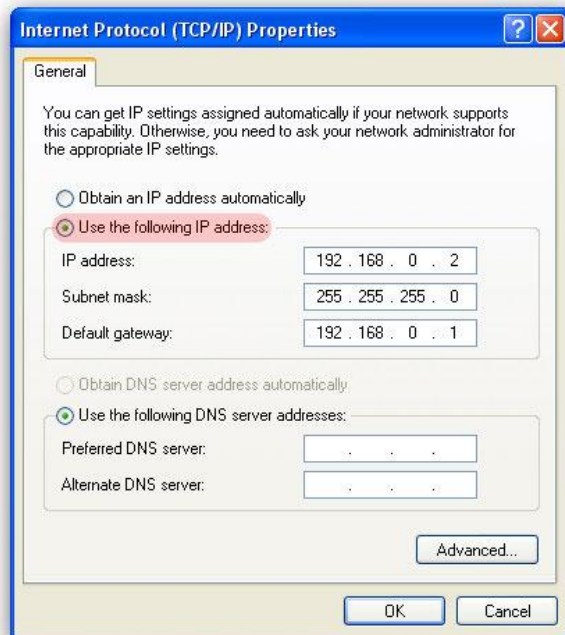 Internet Protocol (TCP/IP) Properties
General
You can get IP settings assigned automatically if your network supports
this capability. Otherwise, you need to ask your network administrator for
the appropriate IP settings.
Obtain an IP address automatically
Use the following IP address:
IP address: 192 . 168 . 0 . 2
Subnet mask: 255 . 255 . 255 . 0
Default gateway: 192 . 168 . 0 . 1
Obtain DNS server address automatically
Use the following DNS server addresses:
Preferred DNS server: . . .
Alternate DNS server: . . .
Advanced...
OK Cancel